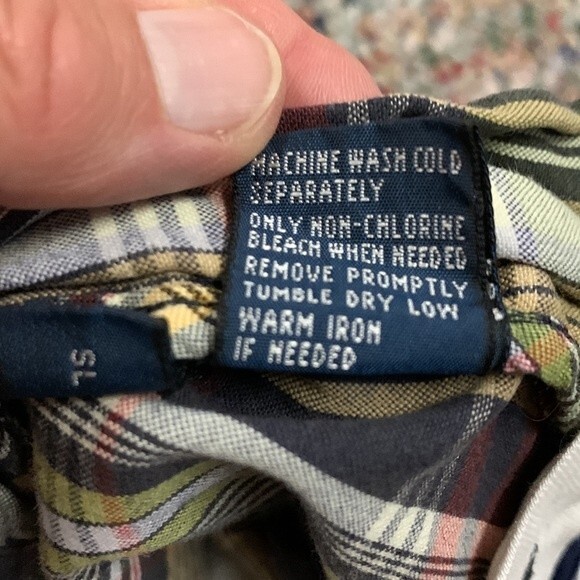 MACHINE WASH COLD
SEPARATELY
ONLY NON-CHLORINE
BLEACH WHEN NEEDED
REMOVE PROMPTLY
TUMBLE DRY LOW
WARM IRON
IF NEEDED